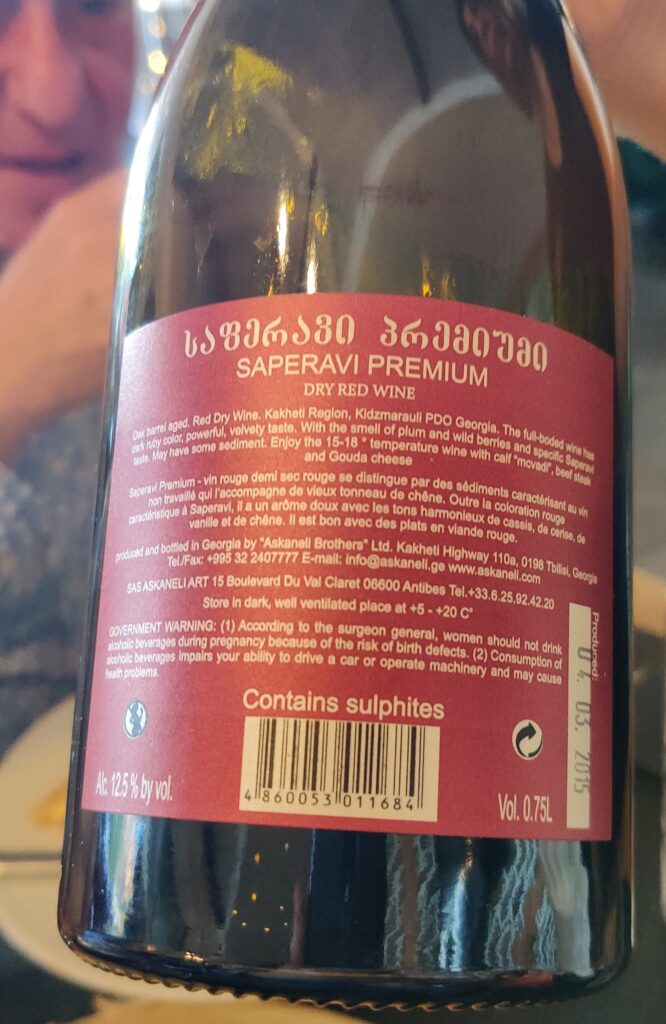 საფერავი პრემიუმი
SAPERAVI PREMIUM
DRY RED WINE
Oak barrel aged. Red Dry Wine. Kakheti Region, Kidzmarauli PDO Georgia. The full-boded wine has
dark ruby color, powerful, velvety taste. With the smell of plum and wild berries and specific Saperavi
taste. May have some sediment. Enjoy the 15-18 ° temperature wine with calf "mcvadi", beef steak
and Gouda cheese
Saperavi Premium - vin rouge demi sec rouge se distingue par des sédiments caractérisant au vin
non travaillé qui l'accompagne de vieux tonneau de chêne. Outre la coloration rouge
caractéristique à Saperavi, il a un arôme doux avec les tons harmonieux de cassis, de cerise, de
vanille et de chêne. Il est bon avec des plats en viande rouge.
produced and bottled in Georgia by "Askaneli Brothers" Ltd. Kakheti Highway 110a, 0198 Tbilisi, Georgia
Tel./Fax: +995 32 2407777 E-mail: info@askaneli.ge www.askaneli.com
SAS ASKANELI ART 15 Boulevard Du Val Claret 06600 Antibes Tel.+33.6.25.92.42.20
Store in dark, well ventilated place at +5 - +20 C°
GOVERNMENT WARNING: (1) According to the surgeon general, women should not drink
alcoholic beverages during pregnancy because of the risk of birth defects. (2) Consumption of
alcoholic beverages impairs your ability to drive a car or operate machinery and may cause
health problems.
Produced:
04. 03. 2015
Contains sulphites
4 860053 011684
Alc. 12.5 % by vol.
Vol. 0.75L